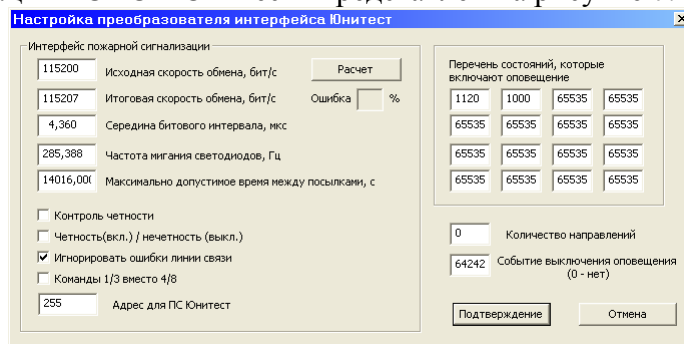 Настройка преобразователя интерфейса Юнитест
Интерфейс пожарной сигнализации
115200 Исходная скорость обмена, бит/с Расчет
115207 Итоговая скорость обмена, бит/с Ошибка %
4,360 Середина битового интервала, мкс
285,388 Частота мигания светодиодов, Гц
14016,00 Максимально допустимое время между посылками, с
Контроль четности
Четность(вкл.) / нечетность (выкл.)
Игнорировать ошибки линии связи
Команды 1/3 вместо 4/8
255 Адрес для ПС Юнитест
Перечень состояний, которые
включают оповещение
1120 1000 65535 65535
65535 65535 65535 65535
65535 65535 65535 65535
65535 65535 65535 65535
0 Количество направлений
64242 Событие выключения оповещения
(0 - нет)
Подтверждение Отмена